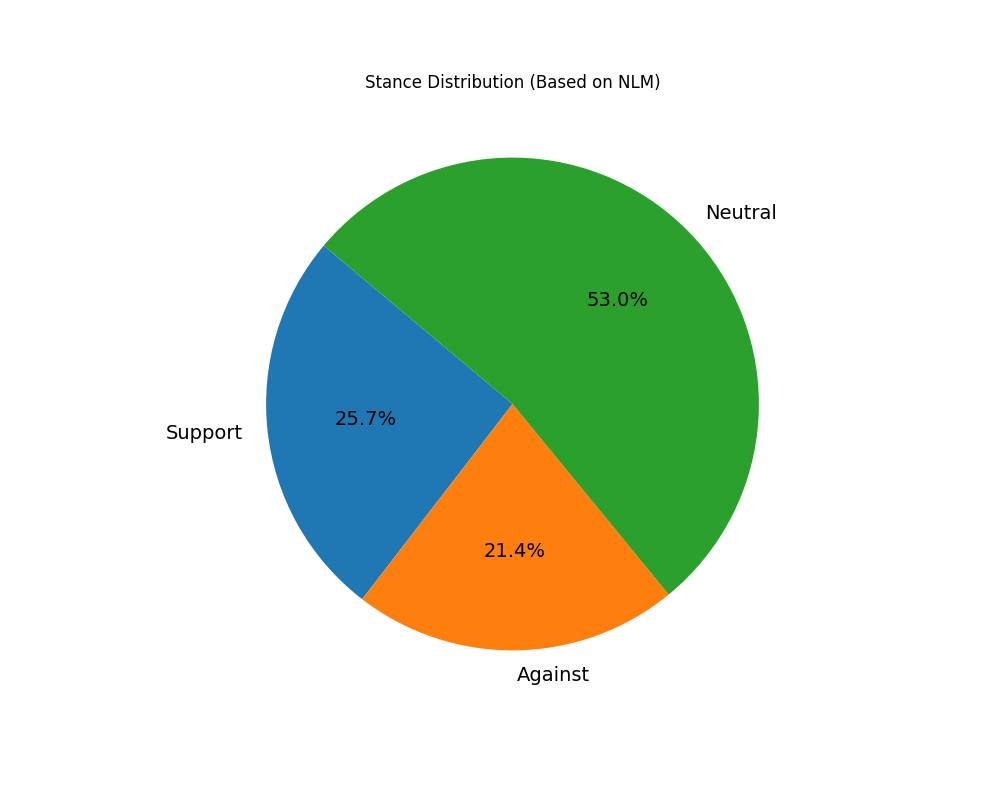 Stance Distribution (Based on NLM)
Neutral
53.0%
25.7%
Support
21.4%
Against